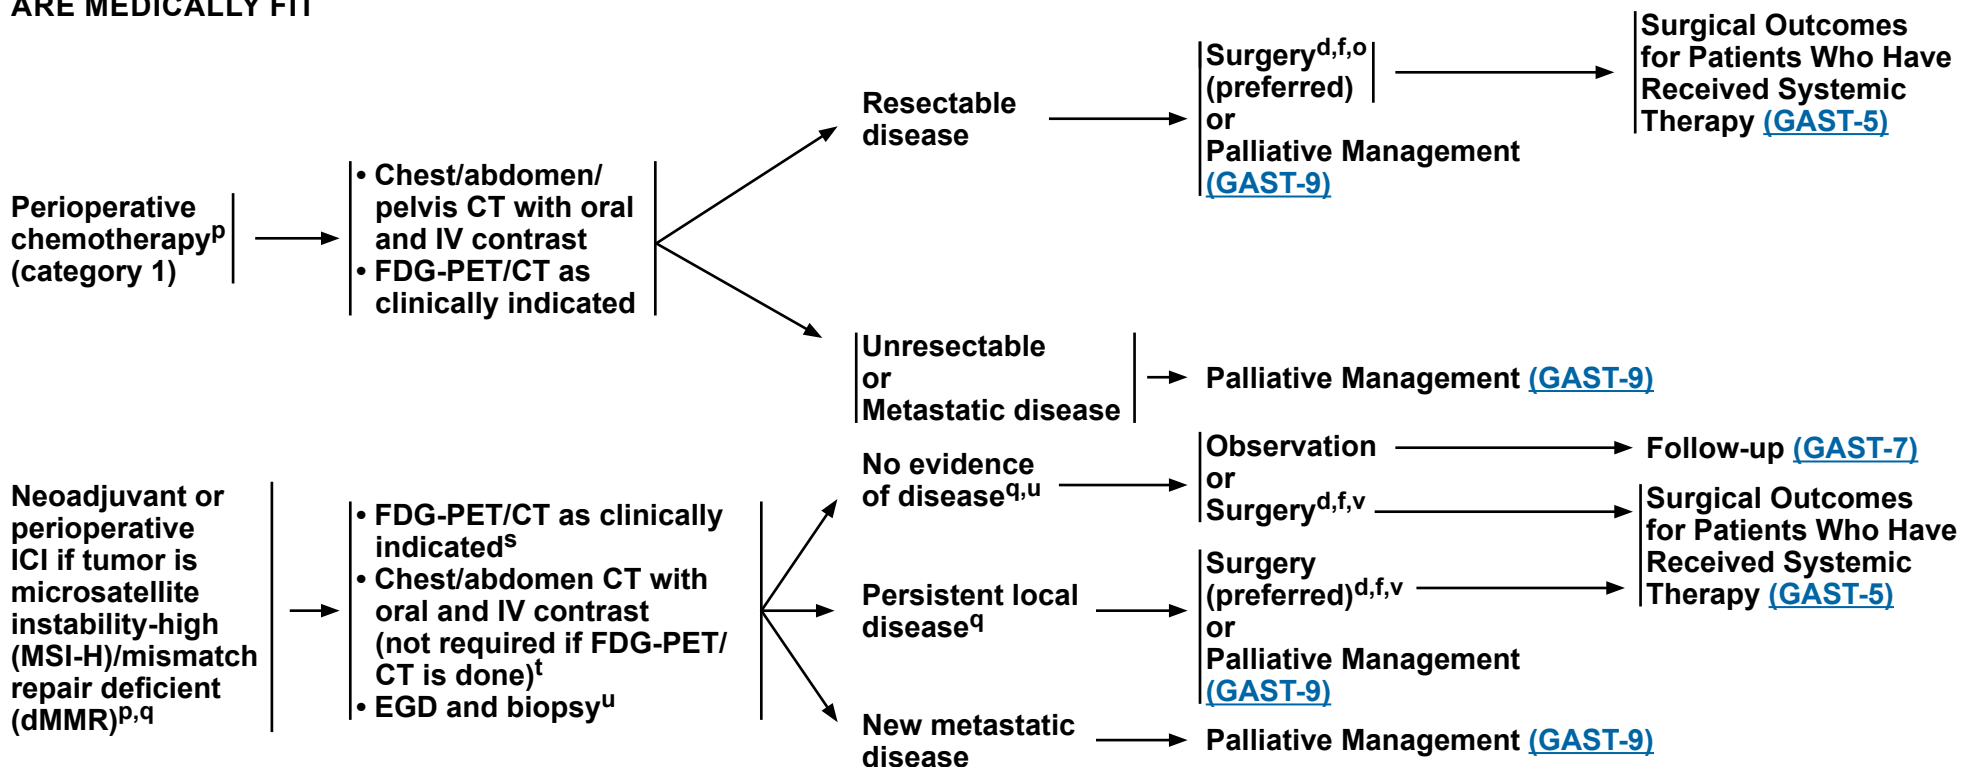 ARE MEDICALLY FIT
Perioperative
chemotherapyp
(category 1)
• Chest/abdomen/
pelvis CT with oral
and IV contrast
• FDG-PET/CT as
clinically indicated
Resectable
disease
Surgeryd,f,o
(preferred)
or
Palliative Management
(GAST-9)
Surgical Outcomes
for Patients Who Have
Received Systemic
Therapy (GAST-5)
Unresectable
or
Metastatic disease
Palliative Management (GAST-9)
Neoadjuvant or
perioperative
ICI if tumor is
microsatellite
instability-high
(MSI-H)/mismatch
repair deficient
(dMMR)p,q
• FDG-PET/CT as clinically
indicateds
• Chest/abdomen CT with
oral and IV contrast
(not required if FDG-PET/
CT is done)t
• EGD and biopsyu
No evidence
of diseaseq,u
Observation
or
Surgeryd,f,v
Follow-up (GAST-7)
Surgical Outcomes
for Patients Who Have
Received Systemic
Therapy (GAST-5)
Persistent local
diseaseq
Surgery
(preferred)d,f,v
or
Palliative Management
(GAST-9)
New metastatic
disease
Palliative Management (GAST-9)